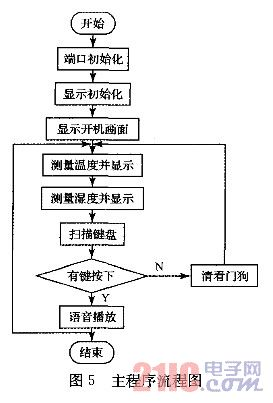 开始
端口初始化
显示初始化
显示开机画面
测量温度并显示
测量湿度并显示
扫描键盘
有键按下
N
清看门狗
Y
语音播放
结束
图 5 主程序流程图
2110电子网